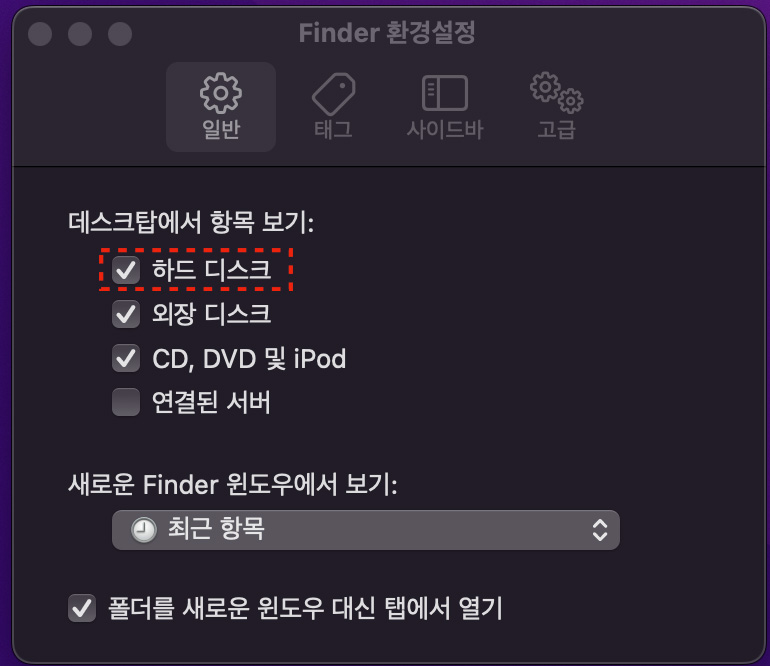 Finder 환경설정
일반 태그 사이드바 고급
데스크탑에서 항목 보기:
하드 디스크
외장 디스크
CD, DVD 및 iPod
연결된 서버
새로운 Finder 윈도우에서 보기:
최근 항목
폴더를 새로운 윈도우 대신 탭에서 열기